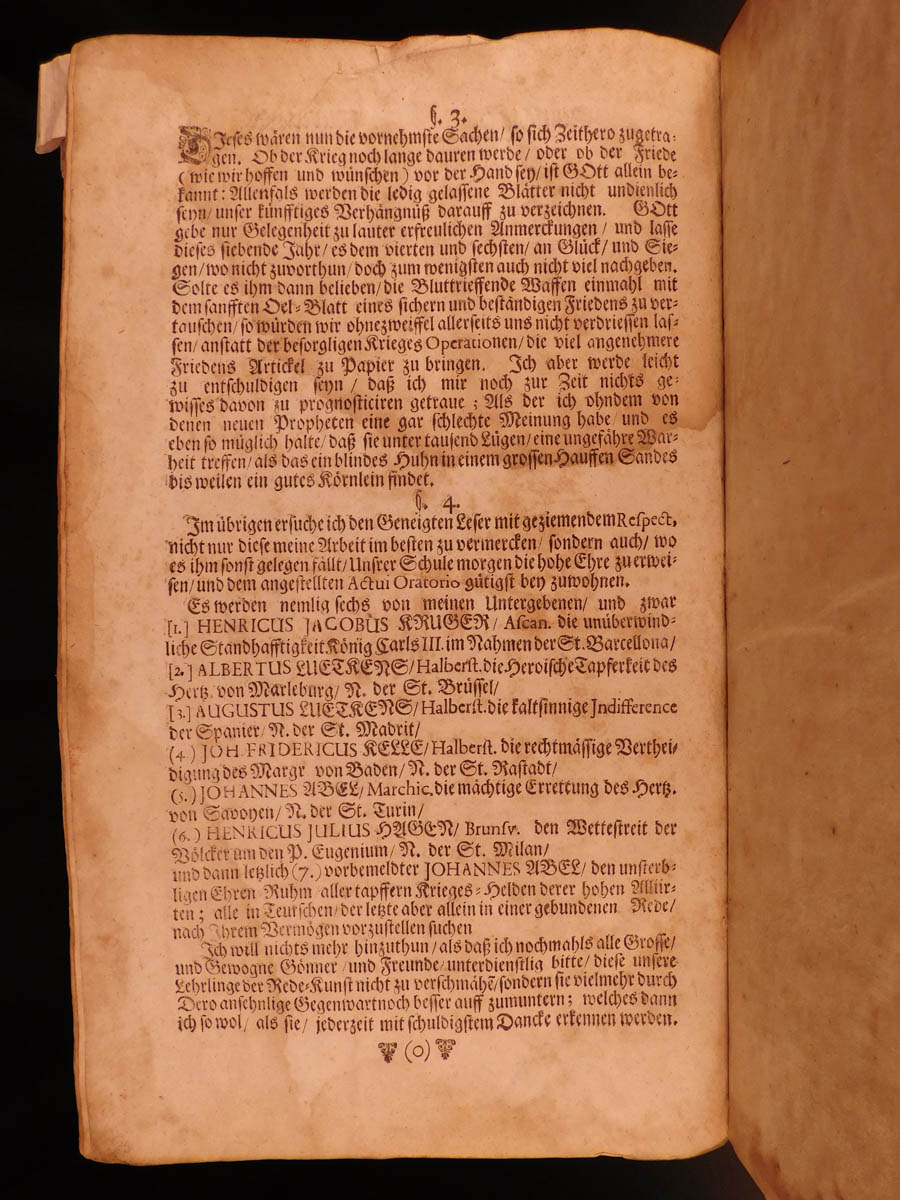 §. 3.
DIeses wären nun die vornehmste Sachen/ so sich Zeithero zugetra-
gen. Ob der Krieg noch lange dauren werde/ oder ob der Friede
(wie wir hoffen und wünschen) vor der Hand sey/ ist GOtt allein be-
kannt: Allenfals werden die ledig gelassene Blätter nicht undienlich
seyn/ unser künfftiges Verhängnüß darauff zu verzeichnen. GOtt
gebe nur Gelegenheit zu lauter erfreulichen Anmerckungen/ und lasse
dieses siebende Jahr/ es dem vierten und sechsten/ an Glück/ und Sie-
gen/ wo nicht zuvorthun/ doch zum wenigsten auch nicht viel nachgeben.
Solte es ihm dann belieben/ die Bluttrieffende Waffen einmahl mit
dem sanfften Oel-Blatt eines sichern und beständigen Friedens zu ver-
tauschen/ so würden wir ohnezweiffel allerseits uns nicht verdriessen las-
sen/ anstatt der besorgligen Krieges Operationen/ die viel angenehmere
Friedens Artickel zu Papier zu bringen. Ich aber werde leicht
zu entschuldigen seyn/ daß ich mir noch zur Zeit nichts ge-
wisses davon zu prognosticiren getraue; Als der ich ohndem von
denen neuen Propheten eine gar schlechte Meinung habe/ und es
eben so müglich halte/ daß sie unter tausend Lügen/ eine ungefähre War-
heit treffen/ als das ein blindes Huhn in einem grossen Hauffen Sandes
bis weilen ein gutes Körnlein findet.
§. 4.
Im übrigen ersuche ich den Geneigten Leser mit geziemendem Respect,
nicht nur diese meine Arbeit im besten zu vermercken/ sondern auch/ wo
es ihm sonst gelegen fällt/ Unsrer Schule morgen die hohe Ehre zu erwei-
sen/ und dem angestellten Actui Oratorio gütigst bey zuwohnen.
Es werden nemlig sechs von meinen Untergebenen/ und zwar
[1.] HENRICUS JACOBUS KRUGER/ Ascan. die unüberwind-
liche Standhafftigkeit König Carls III. im Nahmen der St. Barcellona/
[2.] ALBERTUS LUETKENS/ Halberst. die Heroische Tapferkeit des
Hertz. von Marleburg/ N. der St. Brüssel/
[3.] AUGUSTUS LUETKENS/ Halberst. die kaltsinnige Indifference
der Spanier/ N. der St. Madrit/
(4.) JOH. FRIDERICUS KELLE/ Halberst. die rechtmässige Verthei-
digung des Margr von Baden/ N. der St. Rastadt/
(5.) JOHANNES ABEL/ Marchic. die mächtige Errettung des Hertz.
von Savoyen/ N. der St. Turin/
(6.) HENRICUS JULIUS HAGEN/ Brunsv. den Wettestreit der
Völcker um den P. Eugenium/ N. der St. Milan/
und dann letzlich (7.) vorbemeldter JOHANNES ABEL/ den unsterb-
ligen Ehren Ruhm aller tapffern Krieges-Helden derer hohen Alliir-
ten; alle in Teutschen/ der letzte aber allein in einer gebundenen Rede/
nach Ihrem Vermögen vorzustellen suchen
Ich will nichts mehr hinzuthun/ als daß ich nochmahls alle Grosse/
und Gewogne Gönner/ und Freunde/ unterdienstlig bitte/ diese unsere
Lehrlinge der Rede-Kunst nicht zu verschmähē/ sondern sie vielmehr durch
Dero ansehnlige Gegenwart noch besser auff zumuntern; welches dann
ich so wol/ als sie/ jederzeit mit schuldigstem Dancke erkennen werden.
(0)